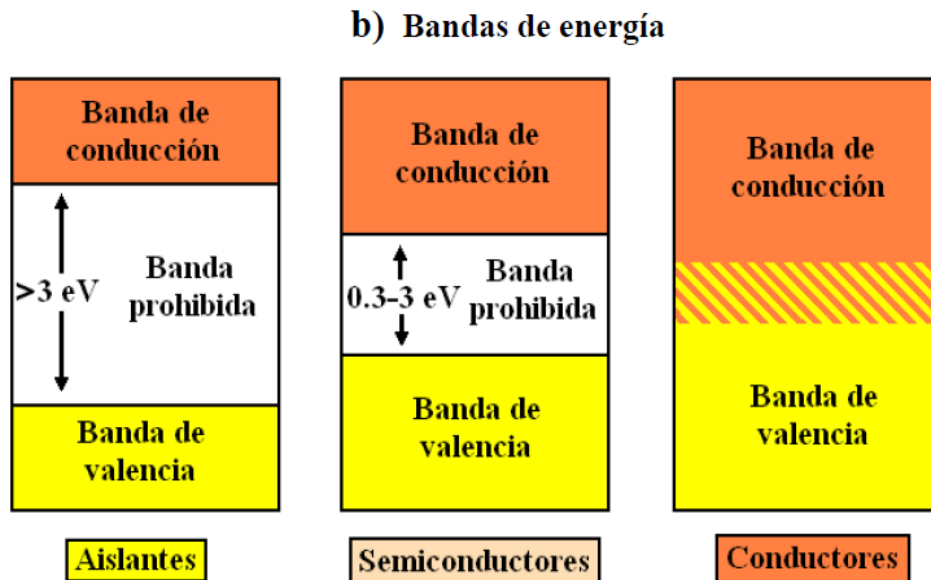 b) Bandas de energía
Banda de
conducción
>3 eV
Banda
prohibida
Banda de
valencia
Aislantes
Banda de
conducción
0.3-3 eV
Banda
prohibida
Banda de
valencia
Semiconductores
Banda de
conducción
Banda de
valencia
Conductores